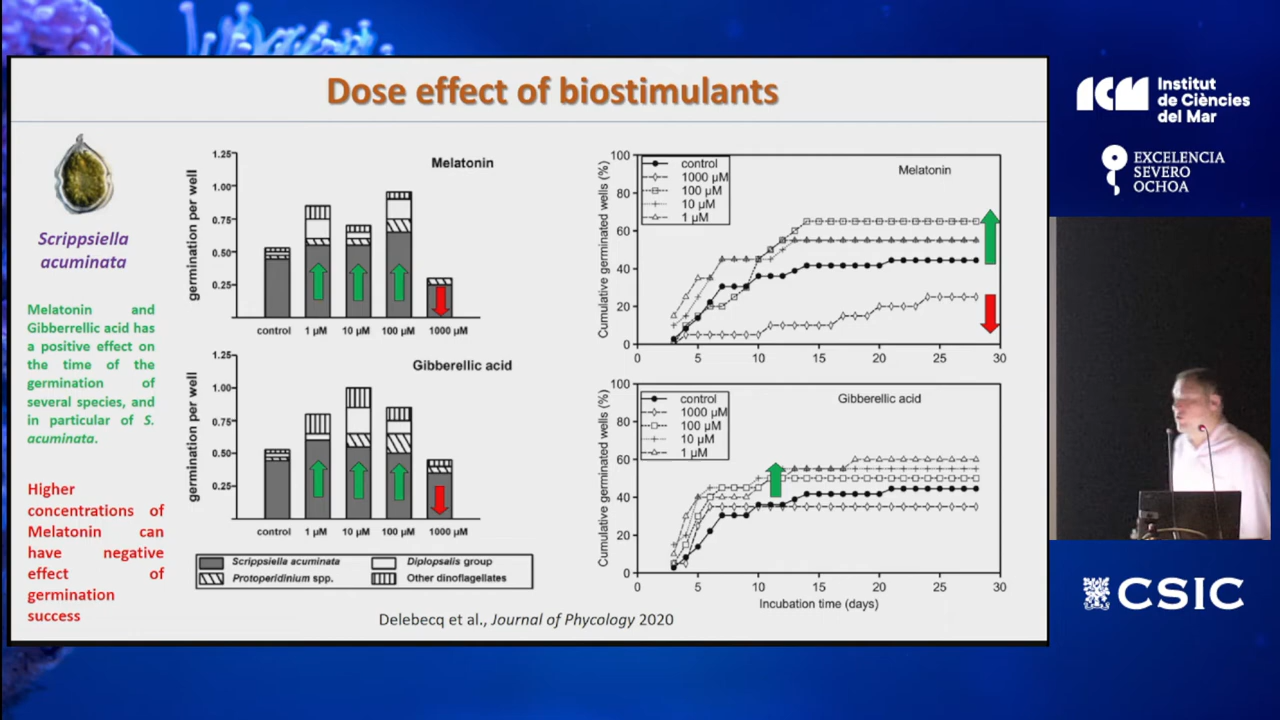 Dose effect of biostimulants
Scrippsiella
acuminata
Melatonin and
Gibberrellic acid has
a positive effect on
the time of the
germination of
several species, and
in particular of S.
acuminata.
Higher
concentrations of
Melatonin can
have negative
effect of
germination
success
Melatonin
germination per well
1.25
1.00
0.75
0.50
0.25
control 1 µM 10 µM 100 µM 1000 µM
Gibberellic acid
germination per well
1.25
1.00
0.75
0.50
0.25
control 1 µM 10 µM 100 µM 1000 µM
Scrippsiella acuminata
Diplopsalis group
Protoperidinium spp.
Other dinoflagellates
Cumulative germinated wells (%)
100
80
60
40
20
0
control
1000 µM
100 µM
10 µM
1 µM
Melatonin
0 5 10 15 20 25 30
Cumulative germinated wells (%)
100
80
60
40
20
0
control
1000 µM
100 µM
10 µM
1 µM
Gibberellic acid
0 5 10 15 20 25 30
Incubation time (days)
Delebecq et al., Journal of Phycology 2020
ICM
Institut
de Ciències
del Mar
EXCELENCIA
SEVERO
OCHOA
CSIC